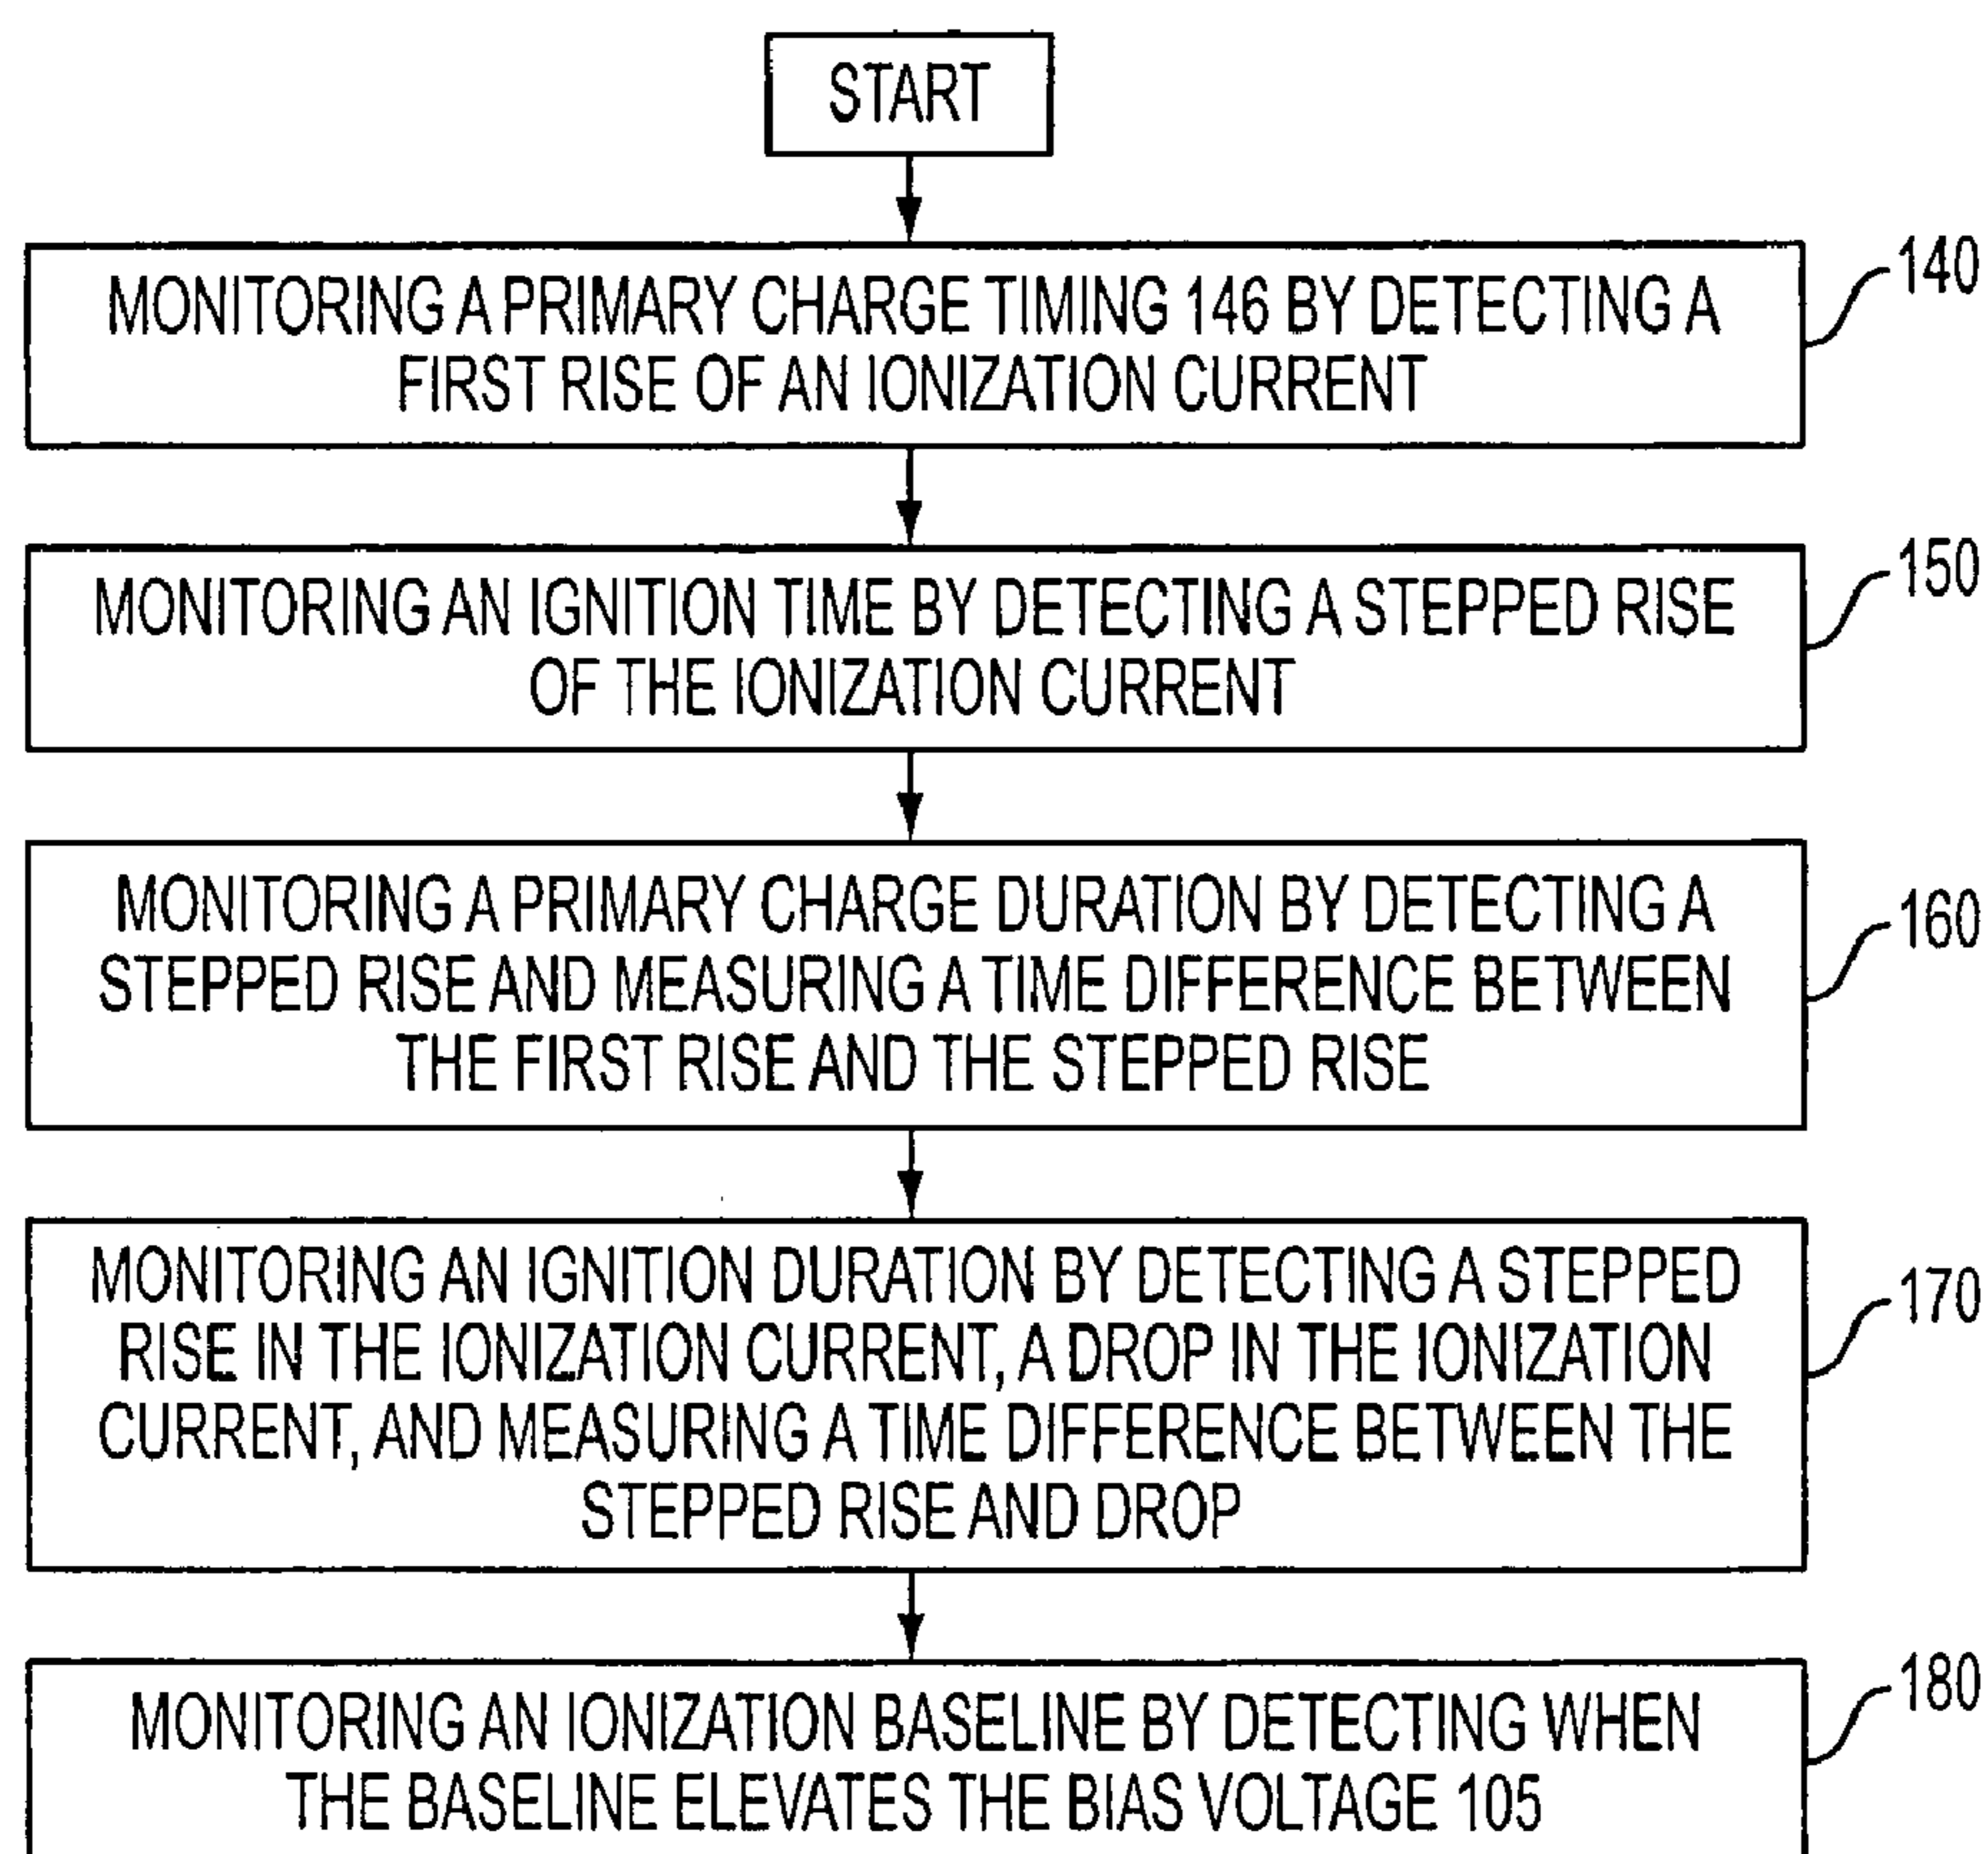 START
MONITORING A PRIMARY CHARGE TIMING 146 BY DETECTING A
FIRST RISE OF AN IONIZATION CURRENT
140
MONITORING AN IGNITION TIME BY DETECTING A STEPPED RISE
OF THE IONIZATION CURRENT
150
MONITORING A PRIMARY CHARGE DURATION BY DETECTING A
STEPPED RISE AND MEASURING A TIME DIFFERENCE BETWEEN
THE FIRST RISE AND THE STEPPED RISE
160
MONITORING AN IGNITION DURATION BY DETECTING A STEPPED
RISE IN THE IONIZATION CURRENT, A DROP IN THE IONIZATION
CURRENT, AND MEASURING A TIME DIFFERENCE BETWEEN THE
STEPPED RISE AND DROP
170
MONITORING AN IONIZATION BASELINE BY DETECTING WHEN
THE BASELINE ELEVATES THE BIAS VOLTAGE 105
180